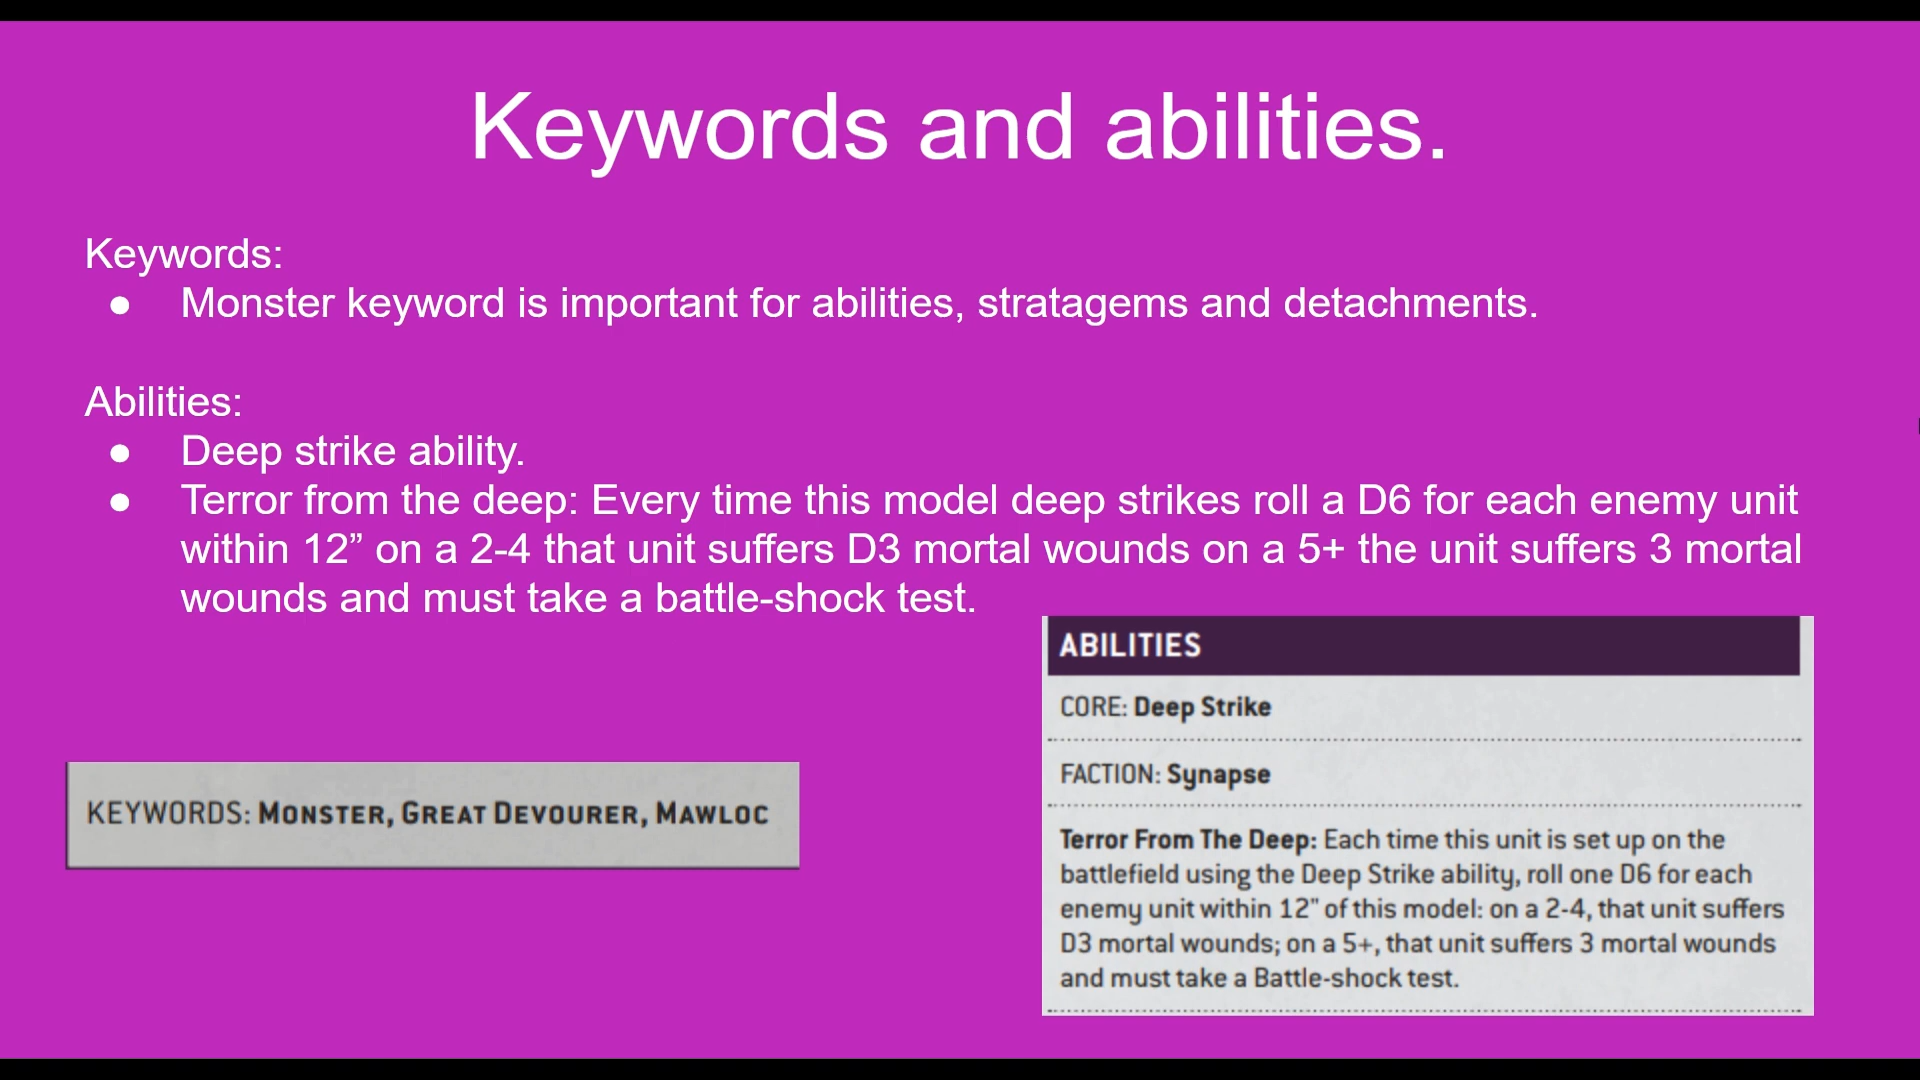 Keywords and abilities.
Keywords:
● Monster keyword is important for abilities, stratagems and detachments.
Abilities:
● Deep strike ability.
● Terror from the deep: Every time this model deep strikes roll a D6 for each enemy unit
within 12” on a 2-4 that unit suffers D3 mortal wounds on a 5+ the unit suffers 3 mortal
wounds and must take a battle-shock test.
KEYWORDS: MONSTER, GREAT DEVOURER, MAWLOC
ABILITIES
CORE: Deep Strike
FACTION: Synapse
Terror From The Deep: Each time this unit is set up on the
battlefield using the Deep Strike ability, roll one D6 for each
enemy unit within 12" of this model: on a 2-4, that unit suffers
D3 mortal wounds; on a 5+, that unit suffers 3 mortal wounds
and must take a Battle-shock test.